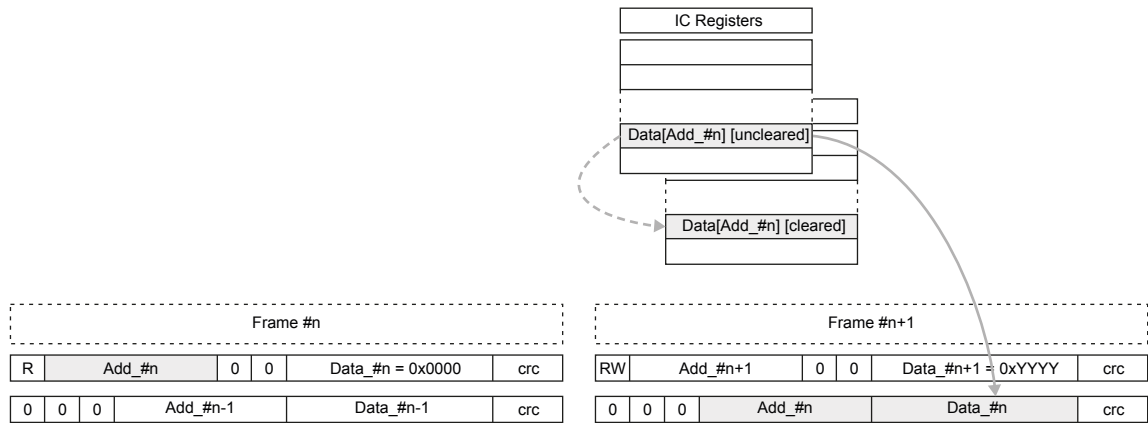 IC Registers
Data[Add_#n] [uncleared]
Data[Add_#n] [cleared]
Frame #n
R Add_#n 0 0 Data_#n = 0x0000 crc
0 0 0 Add_#n-1 Data_#n-1 crc
Frame #n+1
RW Add_#n+1 0 0 Data_#n+1 = 0xYYYY crc
0 0 0 Add_#n Data_#n crc